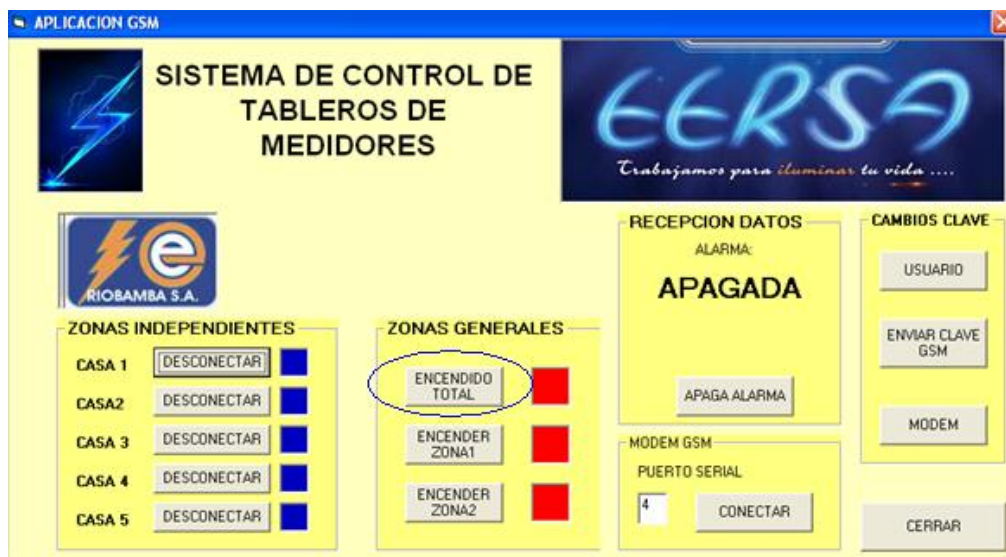 APLICACION GSM
SISTEMA DE CONTROL DE
TABLEROS DE
MEDIDORES
EERSA
Trabajamos para iluminar tu vida ....
e
RIOBAMBA S.A.
ZONAS INDEPENDIENTES
CASA 1 DESCONECTAR
CASA2 DESCONECTAR
CASA 3 DESCONECTAR
CASA 4 DESCONECTAR
CASA 5 DESCONECTAR
ZONAS GENERALES
ENCENDIDO
TOTAL
ENCENDER
ZONA1
ENCENDER
ZONA2
RECEPCION DATOS
ALARMA:
APAGADA
APAGA ALARMA
MODEM GSM
PUERTO SERIAL
4 CONECTAR
CAMBIOS CLAVE
USUARIO
ENVIAR CLAVE
GSM
MODEM
CERRAR